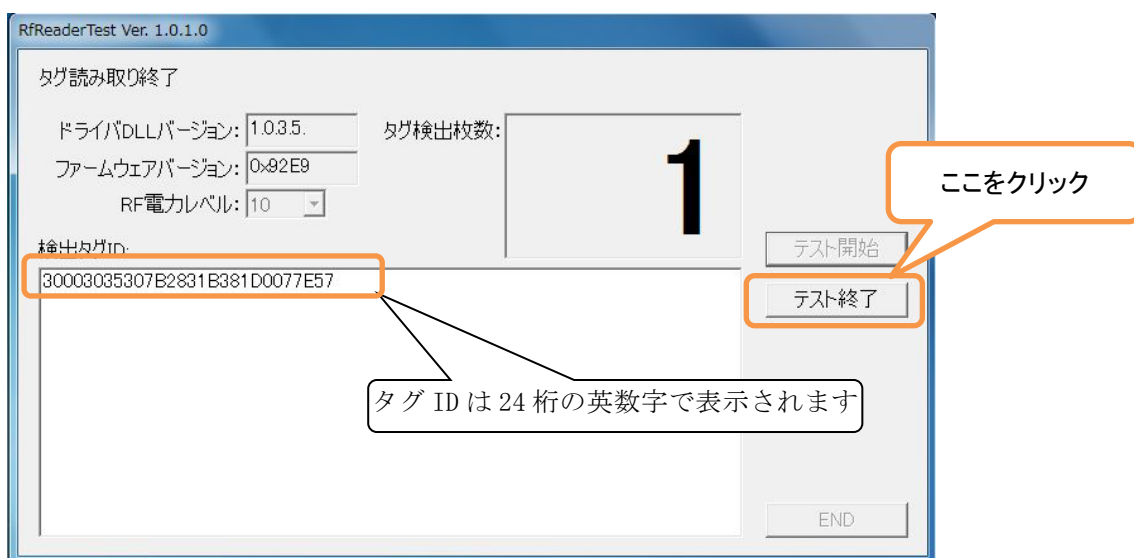 RfReaderTest Ver. 1.0.1.0
タグ読み取り終了
ドライバDLLバージョン: 1.0.3.5.
タグ検出枚数: 1
ファームウェアバージョン: 0x92E9
RF電力レベル: 10
ここをクリック
検出タグID:
テスト開始
30003035307B2831B381D0077E57
テスト終了
タグ ID は 24 桁の英数字で表示されます
END